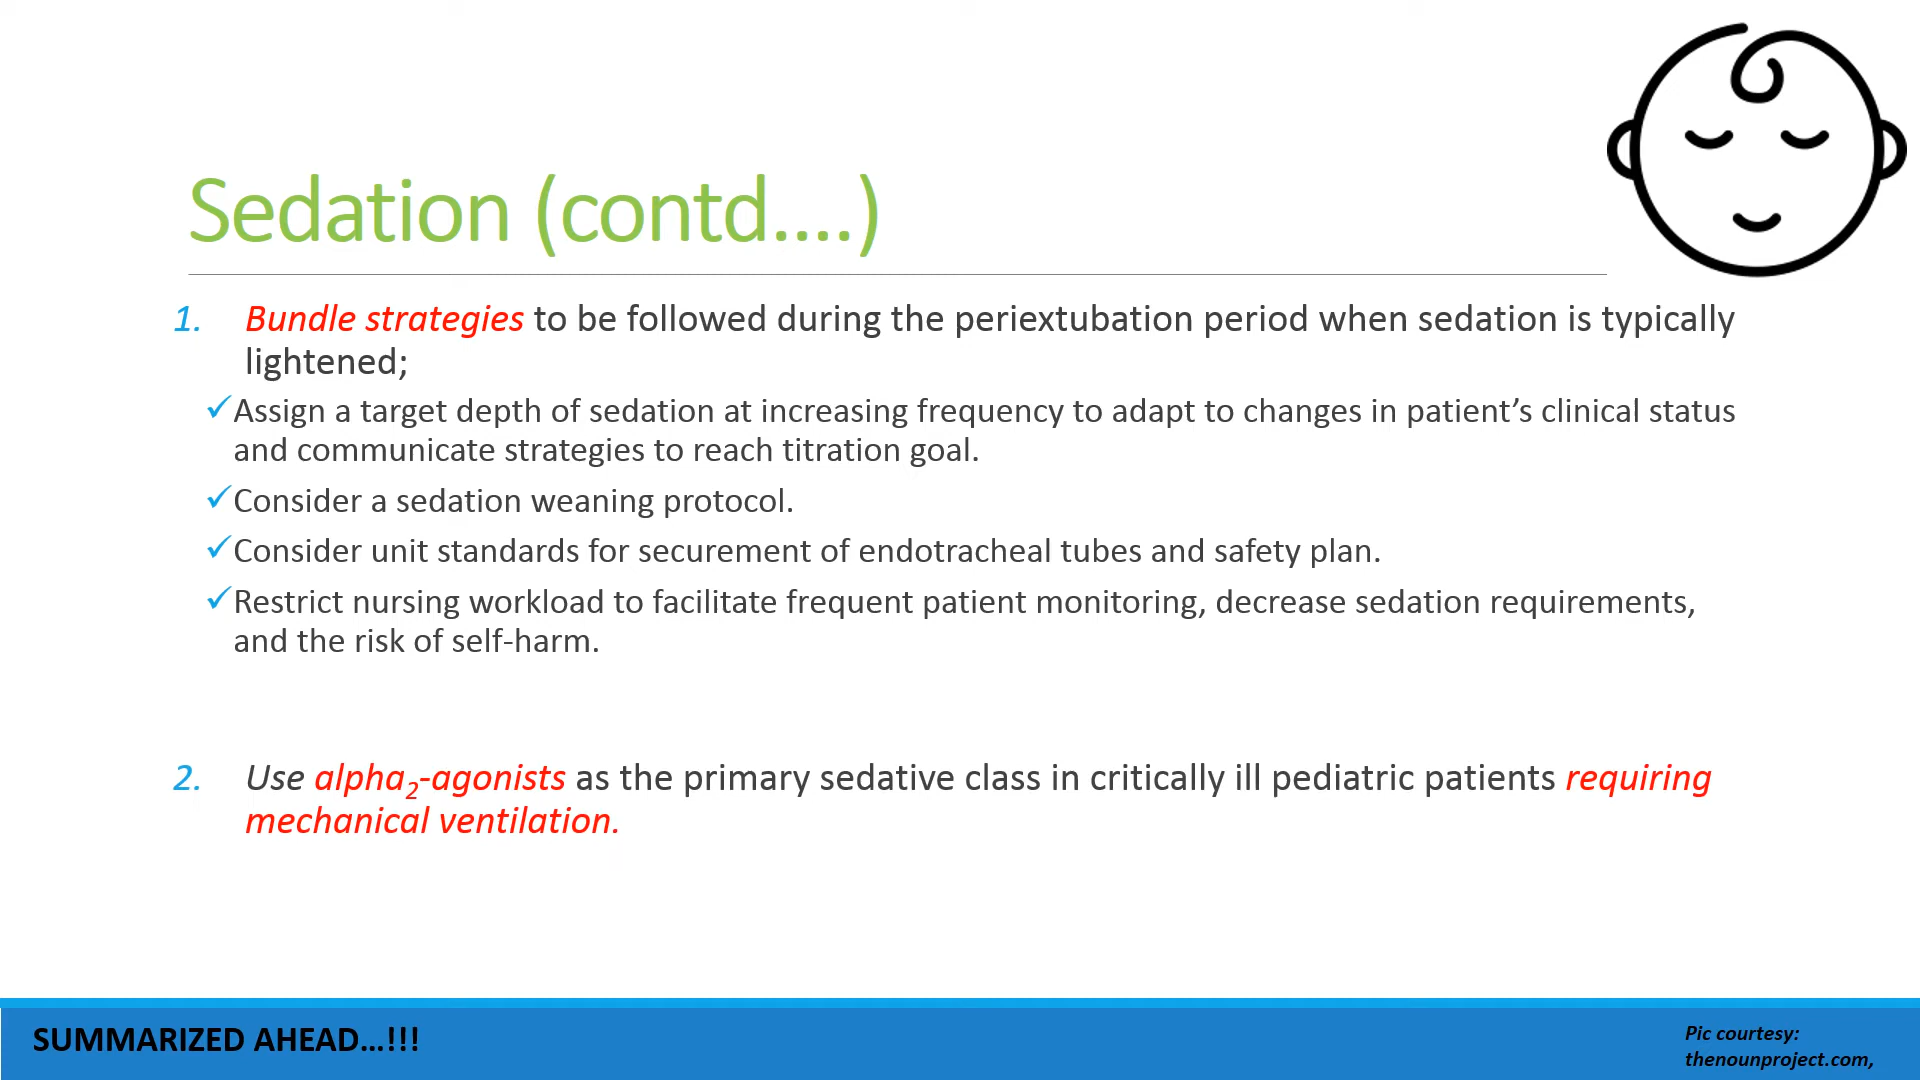 Sedation (contd....)
1. Bundle strategies to be followed during the periextubation period when sedation is typically
lightened;
✓Assign a target depth of sedation at increasing frequency to adapt to changes in patient’s clinical status
and communicate strategies to reach titration goal.
✓Consider a sedation weaning protocol.
✓Consider unit standards for securement of endotracheal tubes and safety plan.
✓Restrict nursing workload to facilitate frequent patient monitoring, decrease sedation requirements,
and the risk of self-harm.
2. Use alpha₂-agonists as the primary sedative class in critically ill pediatric patients requiring
mechanical ventilation.
SUMMARIZED AHEAD...!!!
Pic courtesy:
thenounproject.com,